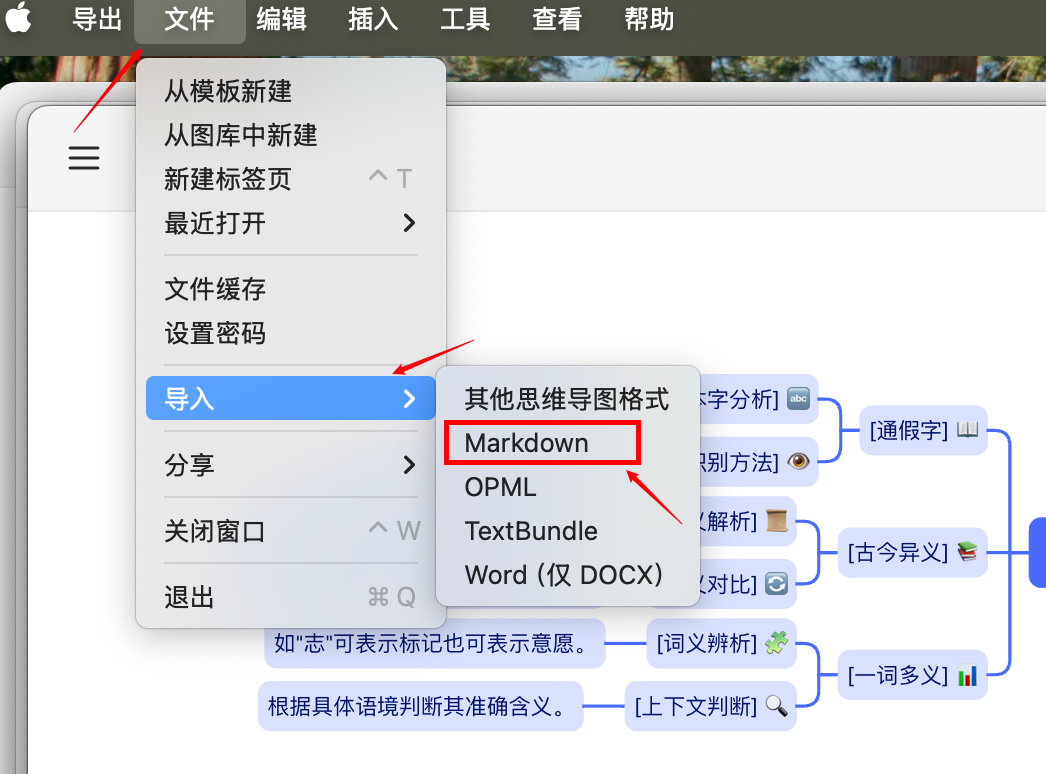 导出 文件 编辑 插入 工具 查看 帮助
从模板新建
从图库中新建
新建标签页 ^ T
最近打开 >
文件缓存
设置密码
导入 >
分享 >
关闭窗口 ^ W
退出 ⌘ Q
其他思维导图格式
Markdown
OPML
TextBundle
Word (仅 DOCX)
字分析] 🔤
别方法] 👁️
[通假字] 📖
解析] 📜
对比] 🔄
[古今异义] 📚
如“志”可表示标记也可表示意愿。
[词义辨析] 🧩
根据具体语境判断其准确含义。
[上下文判断] 🔍
[一词多义] 📊